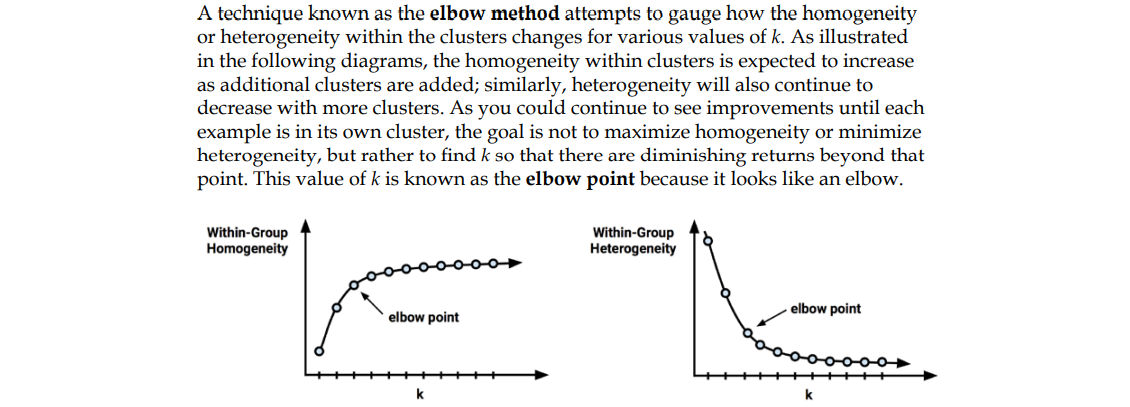 A technique known as the elbow method attempts to gauge how the homogeneity
or heterogeneity within the clusters changes for various values of k. As illustrated
in the following diagrams, the homogeneity within clusters is expected to increase
as additional clusters are added; similarly, heterogeneity will also continue to
decrease with more clusters. As you could continue to see improvements until each
example is in its own cluster, the goal is not to maximize homogeneity or minimize
heterogeneity, but rather to find k so that there are diminishing returns beyond that
point. This value of k is known as the elbow point because it looks like an elbow.
Within-Group
Homogeneity
elbow point
k
Within-Group
Heterogeneity
elbow point
k